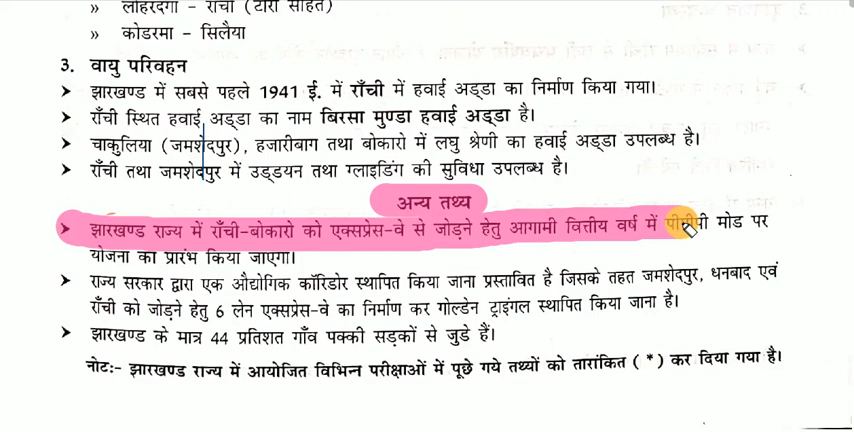 » लोहरदगा - राँची (टोरी सहित)
» कोडरमा - सिलैया
3. वायु परिवहन
➤ झारखण्ड में सबसे पहले 1941 ई. में राँची में हवाई अड्डा का निर्माण किया गया।
➤ राँची स्थित हवाई अड्डा का नाम बिरसा मुण्डा हवाई अड्डा है।
➤ चाकुलिया (जमशेदपुर), हजारीबाग तथा बोकारो में लघु श्रेणी का हवाई अड्डा उपलब्ध है।
➤ राँची तथा जमशेदपुर में उड्डयन तथा ग्लाइडिंग की सुविधा उपलब्ध है।
अन्य तथ्य
➤ झारखण्ड राज्य में राँची-बोकारो को एक्सप्रेस-वे से जोड़ने हेतु आगामी वित्तीय वर्ष में पीपीपी मोड पर
योजना का प्रारंभ किया जाएगा।
➤ राज्य सरकार द्वारा एक औद्योगिक कॉरिडोर स्थापित किया जाना प्रस्तावित है जिसके तहत जमशेदपुर, धनबाद एवं
राँची को जोड़ने हेतु 6 लेन एक्सप्रेस-वे का निर्माण कर गोल्डेन ट्राइंगल स्थापित किया जाना है।
➤ झारखण्ड के मात्र 44 प्रतिशत गाँव पक्की सड़कों से जुडे हैं।
नोटः- झारखण्ड राज्य में आयोजित विभिन्न परीक्षाओं में पूछे गये तथ्यों को तारांकित (*) कर दिया गया है।